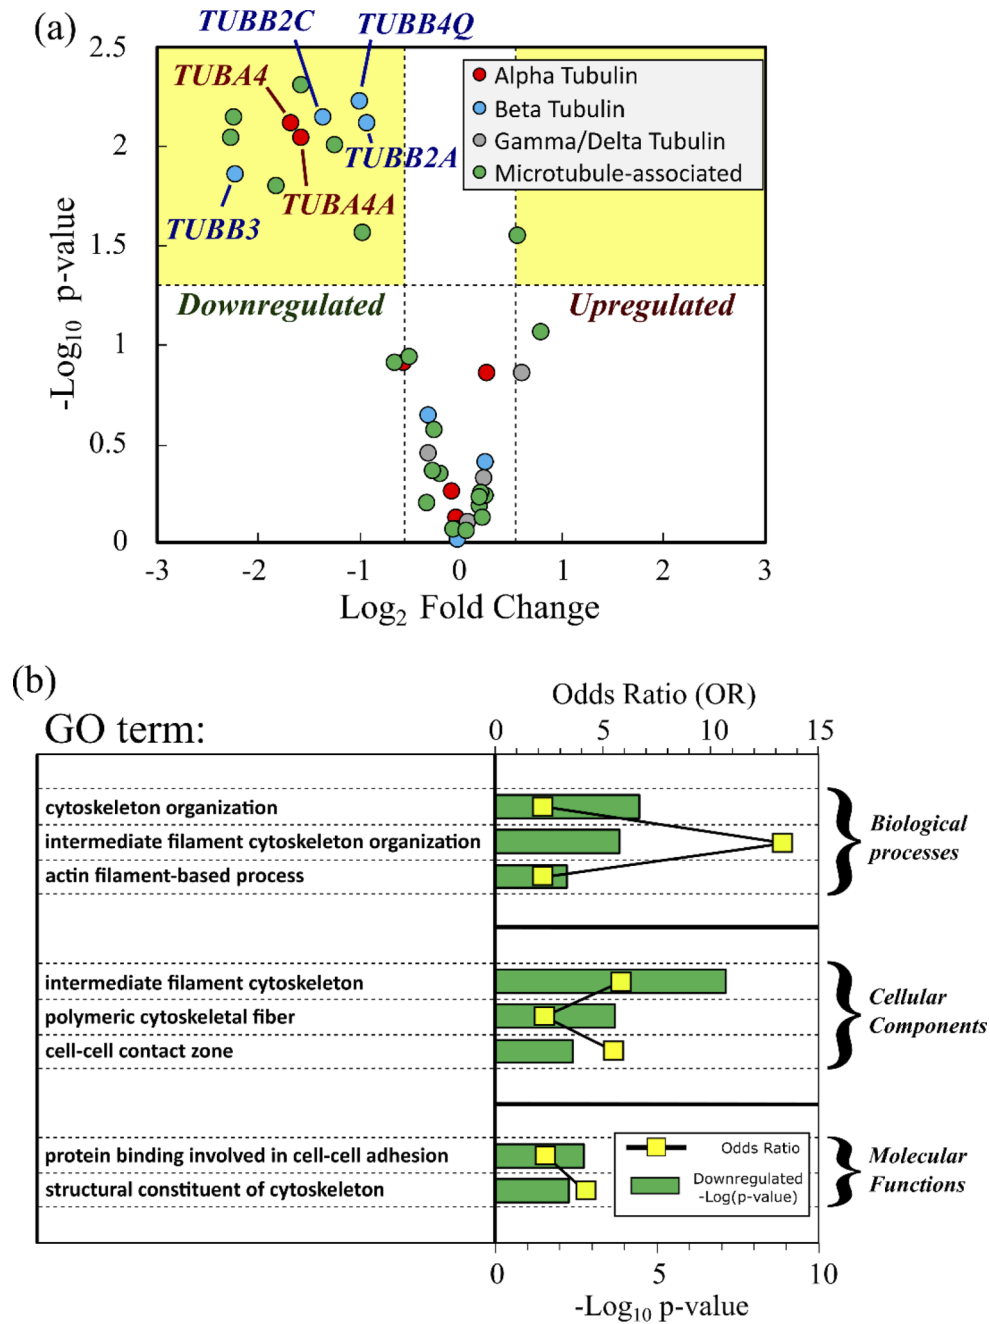 (a)
TUBB2C
TUBB4Q
TUBA4
TUBB2A
TUBA4A
TUBB3
Alpha Tubulin
Beta Tubulin
Gamma/Delta Tubulin
Microtubule-associated
Downregulated
Upregulated
2.5
2
1.5
1
0.5
0
-Log10 p-value
-3 -2 -1 0 1 2 3
Log2 Fold Change
(b)
Odds Ratio (OR)
GO term:
0 5 10 15
cytoskeleton organization
intermediate filament cytoskeleton organization
actin filament-based process
Biological
processes
intermediate filament cytoskeleton
polymeric cytoskeletal fiber
cell-cell contact zone
Cellular
Components
protein binding involved in cell-cell adhesion
structural constituent of cytoskeleton
Odds Ratio
Downregulated
-Log(p-value)
Molecular
Functions
0 5 10
-Log10 p-value